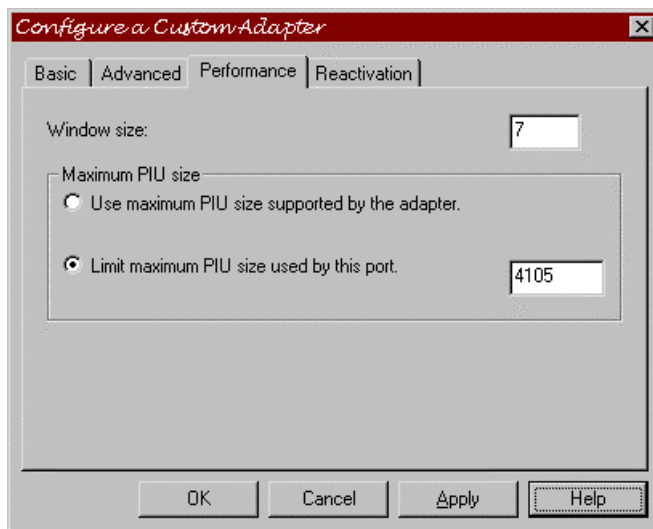 Configure a Custom Adapter
Basic Advanced Performance Reactivation
Window size: 7
Maximum PIU size
Use maximum PIU size supported by the adapter.
Limit maximum PIU size used by this port. 4105
OK Cancel Apply Help